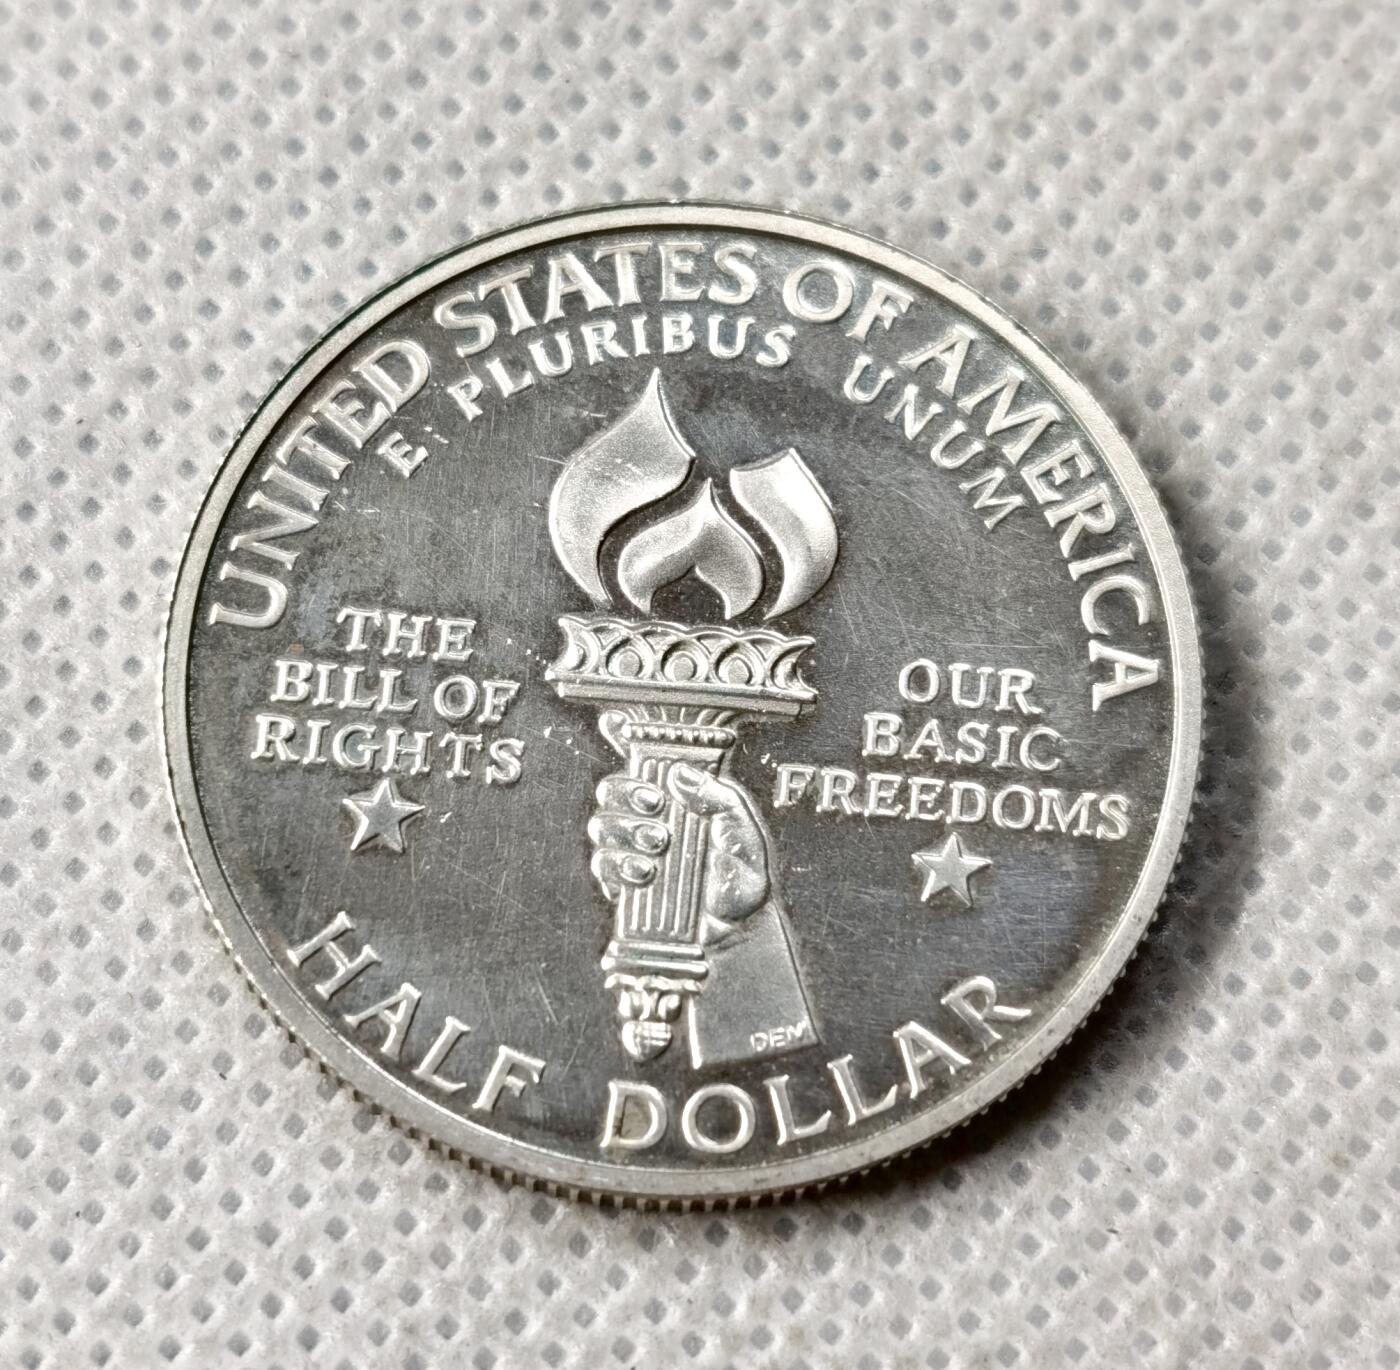 UNITED STATES OF AMERICA
E PLURIBUS UNUM
THE
BILL OF
RIGHTS
OUR
BASIC
FREEDOMS
DEM
HALF DOLLAR